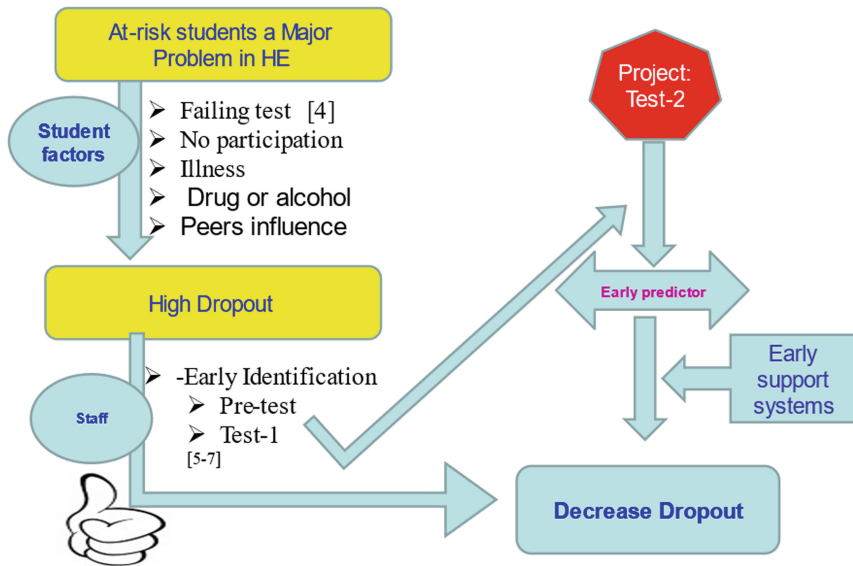 At-risk students a Major
Problem in HE
Student
factors
➢ Failing test [4]
➢ No participation
➢ Illness
➢ Drug or alcohol
➢ Peers influence
High Dropout
Staff
➢ -Early Identification
➢ Pre-test
➢ Test-1
[5-7]
Project:
Test-2
Early predictor
Early
support
systems
Decrease Dropout